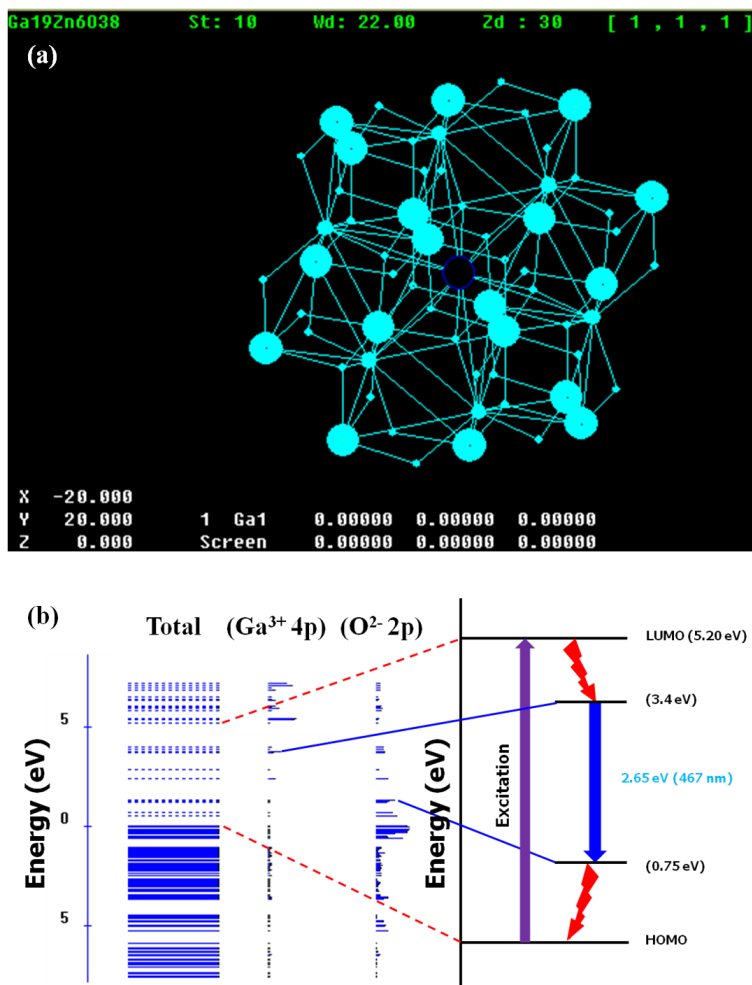 Ga19Zn6O38 St: 10 Wd: 22.00 Zd : 30 [ 1 , 1 , 1 ]
(a)
X -20.000
Y 20.000 1 Ga1 0.00000 0.00000 0.00000
Z 0.000 Screen 0.00000 0.00000 0.00000
(b)
Total (Ga³⁺ 4p) (O²⁻ 2p)
Energy (eV)
5
0
5
Energy (eV)
Excitation
LUMO (5.20 eV)
(3.4 eV)
2.65 eV (467 nm)
(0.75 eV)
HOMO